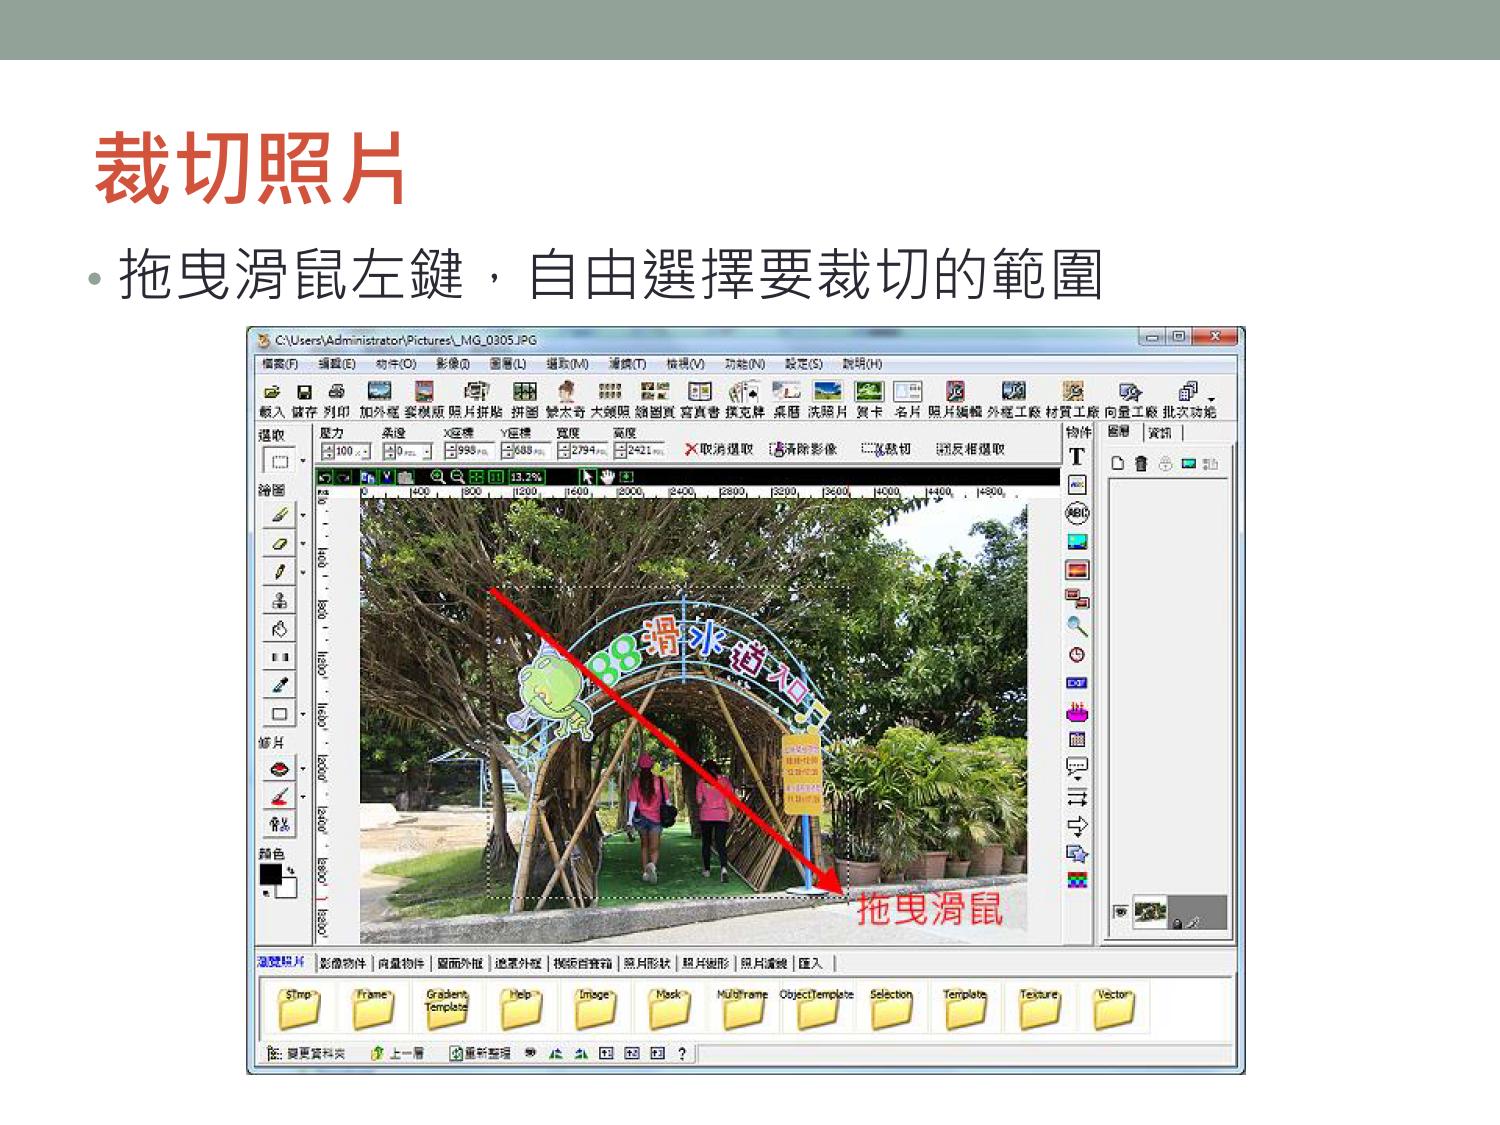 裁切照片
• 拖曳滑鼠左鍵，自由選擇要裁切的範圍
C:\Users\Administrator\Pictures\_MG_0305.JPG
檔案(F) 編輯(E) 物件(O) 影像(I) 圖層(L) 選取(M) 濾鏡(T) 檢視(V) 功能(N) 設定(S) 說明(H)
載入 儲存 列印 加外框 套模版 照片拼貼 拼圖 變太奇 大頭照 縮圖頁 寫真書 撲克牌 桌曆 洗照片 賀卡 名片 照片編輯 外框工廠 材質工廠 向量工廠 批次功能
選取 壓力 柔邊 X座標 Y座標 寬度 高度 物件 圖層 資訊
100 0 998 688 2794 2421 取消選取 清除影像 裁切 反相選取
13.2%
繪圖
0 400 800 1200 1600 2000 2400 2800 3200 3600 4000 4400 4800
T
ABC
EXIF
88滑水道入口
修片
顏色
拖曳滑鼠
瀏覽照片 影像物件 向量物件 圖面外框 遮罩外框 模版百寶箱 照片形狀 照片變形 照片濾鏡 匯入
$Tmp Frame Gradient Template Help Image Mask MultiFrame ObjectTemplate Selection Template Texture Vector
變更資料夾 上一層 重新整理 ?